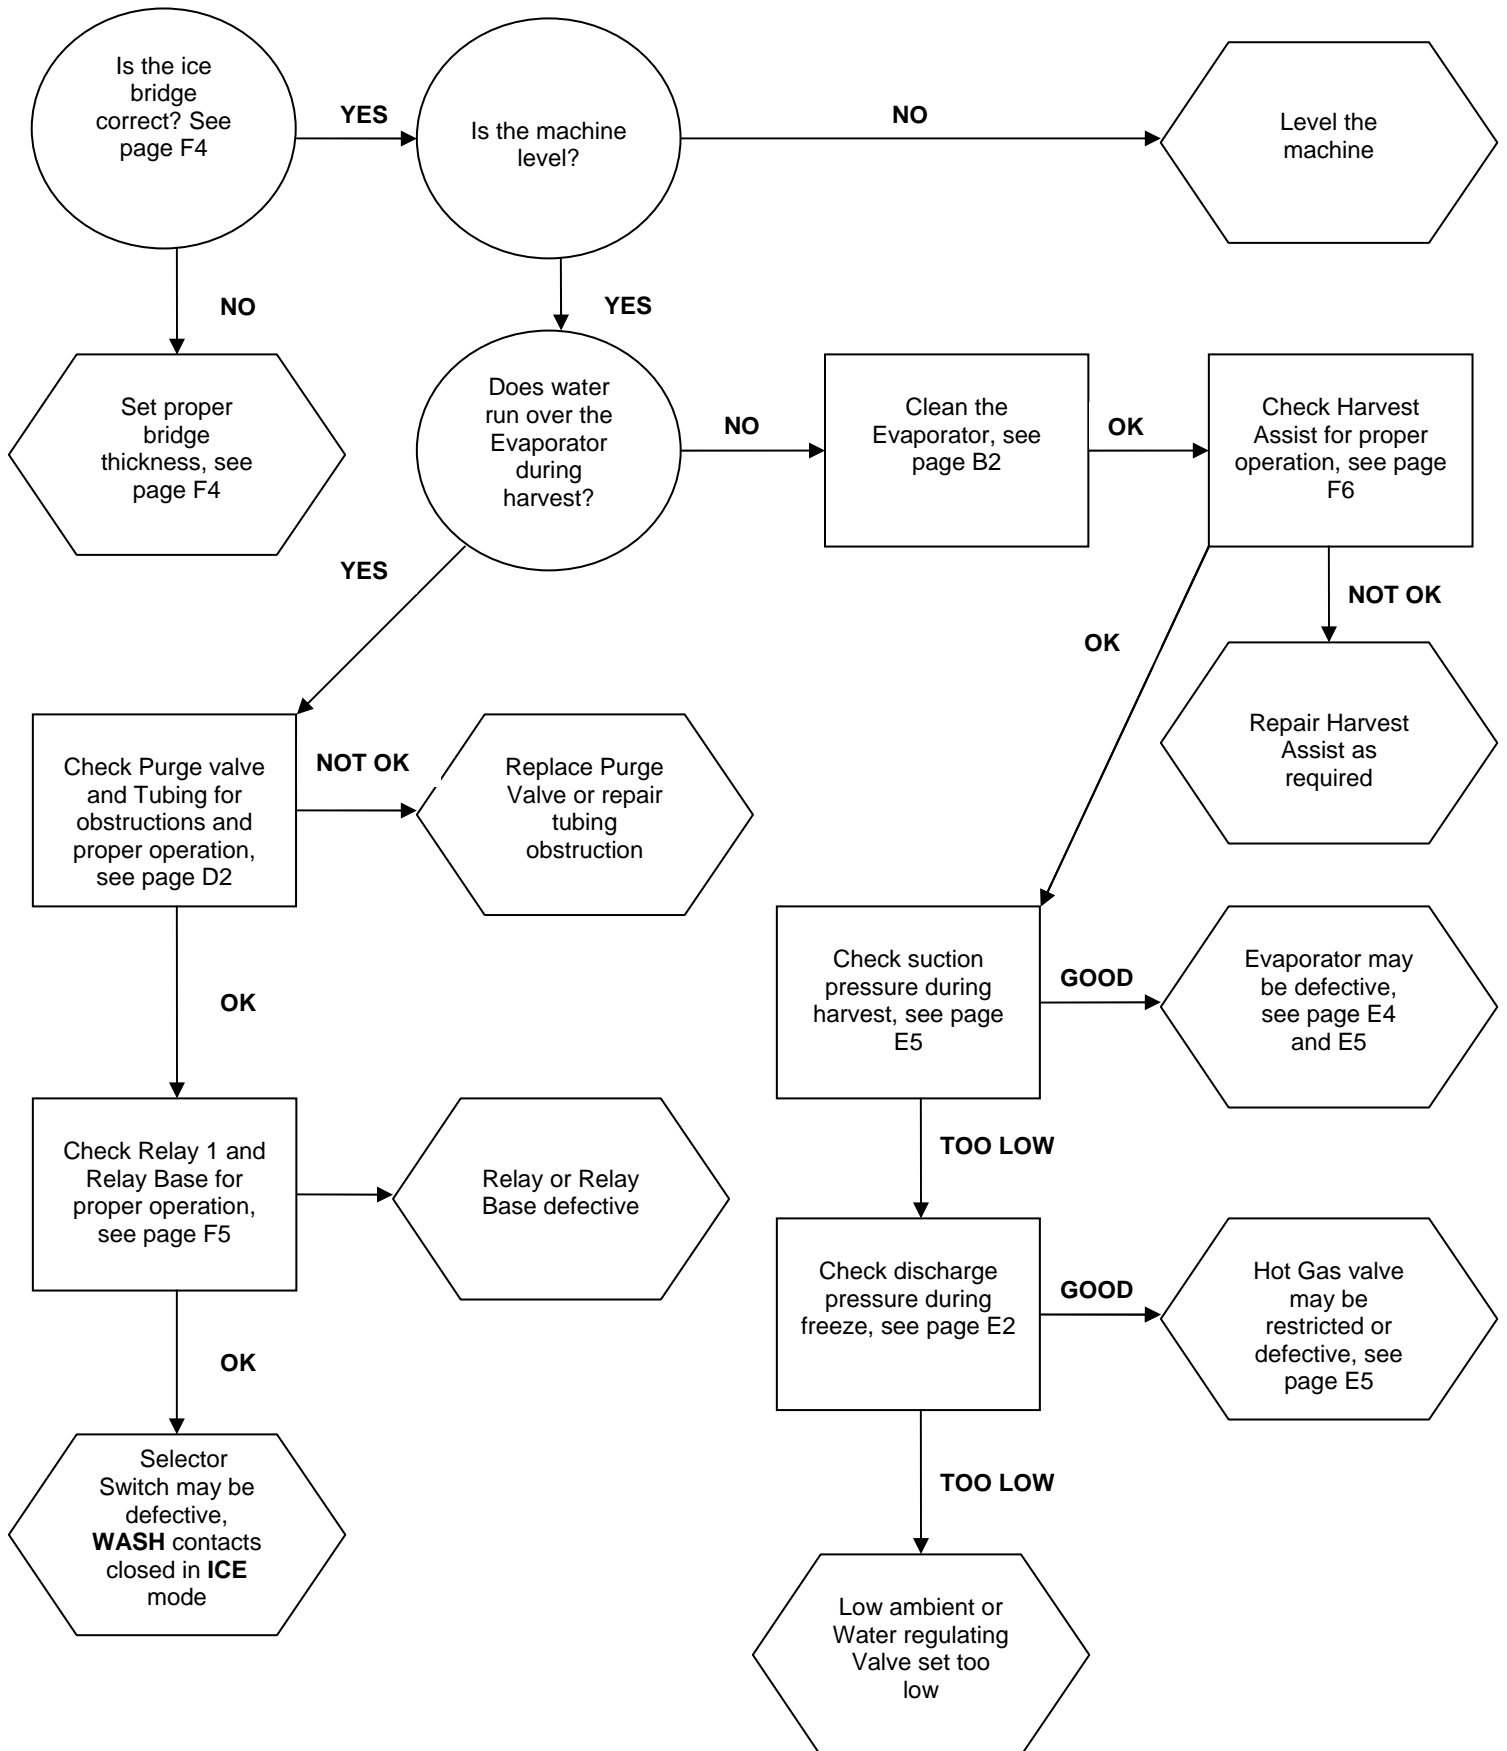 Is the ice
bridge
correct? See
page F4
YES
Is the machine
level?
NO
Level the
machine
NO
YES
Set proper
bridge
thickness, see
page F4
Does water
run over the
Evaporator
during
harvest?
NO
Clean the
Evaporator, see
page B2
OK
Check Harvest
Assist for proper
operation, see page
F6
YES
OK
NOT OK
Repair Harvest
Assist as
required
Check Purge valve
and Tubing for
obstructions and
proper operation,
see page D2
NOT OK
Replace Purge
Valve or repair
tubing
obstruction
OK
Check suction
pressure during
harvest, see page
E5
GOOD
Evaporator may
be defective,
see page E4
and E5
TOO LOW
Check Relay 1 and
Relay Base for
proper operation,
see page F5
Relay or Relay
Base defective
Check discharge
pressure during
freeze, see page E2
GOOD
Hot Gas valve
may be
restricted or
defective, see
page E5
OK
TOO LOW
Selector
Switch may be
defective,
WASH contacts
closed in ICE
mode
Low ambient or
Water regulating
Valve set too
low